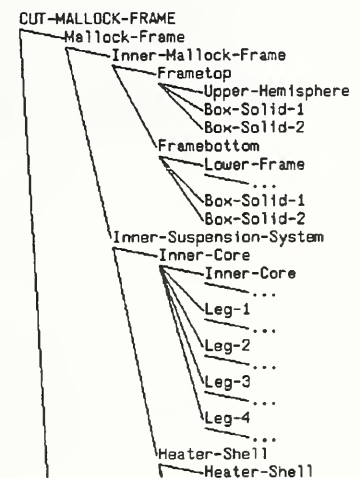 CUT-MALLOCK-FRAME
Mallock-Frame
Inner-Mallock-Frame
Frametop
Upper-Hemisphere
Box-Solid-1
Box-Solid-2
Framebottom
Lower-Frame
...
Box-Solid-1
Box-Solid-2
Inner-Suspension-System
Inner-Core
Inner-Core
...
Leg-1
...
Leg-2
...
Leg-3
...
Leg-4
...
Heater-Shell
Heater-Shell